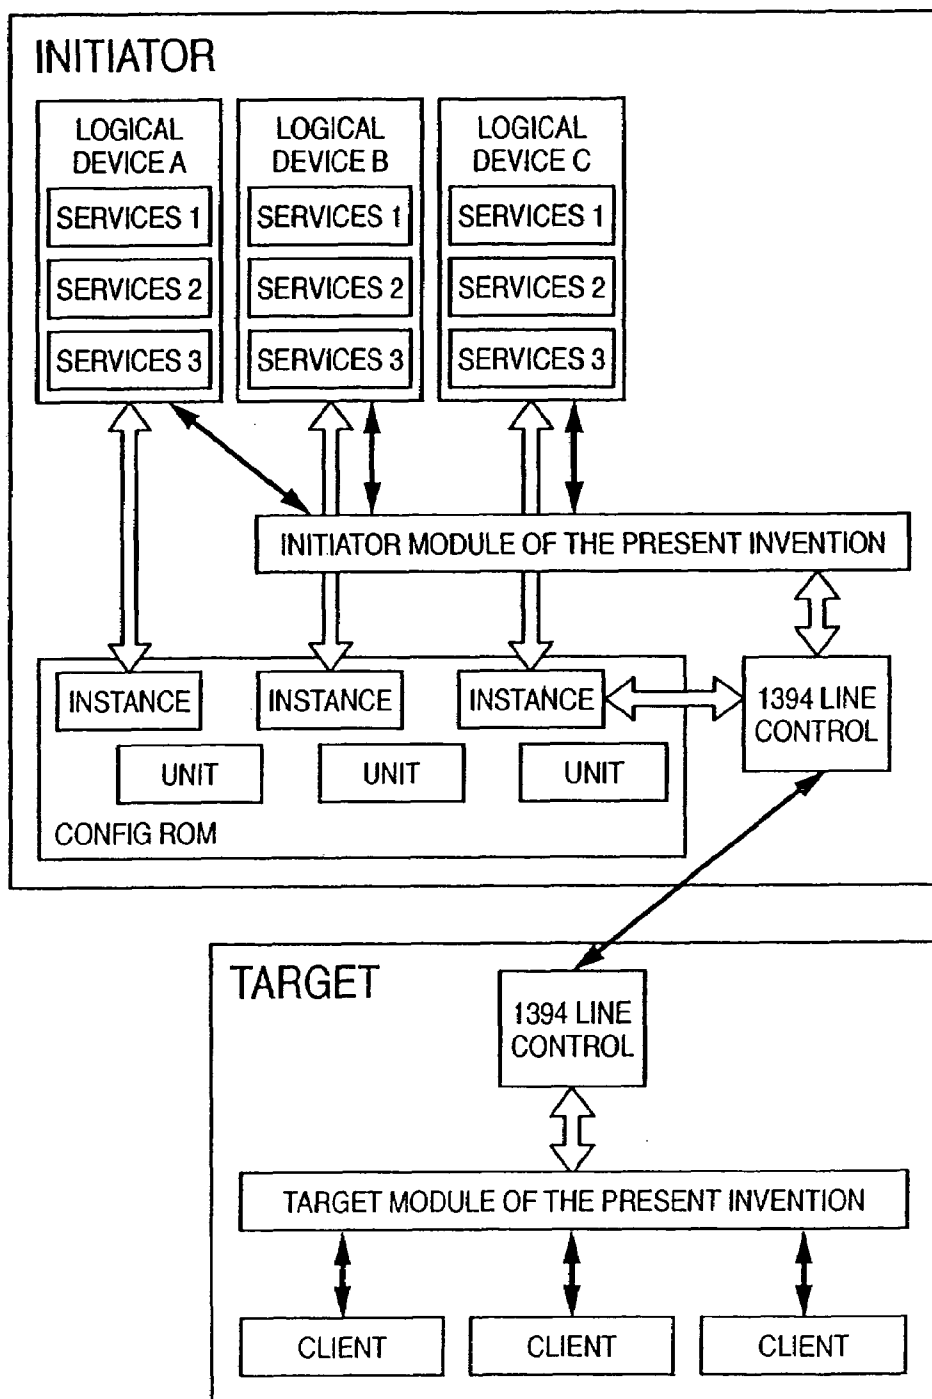 INITIATOR
LOGICAL
DEVICE A
SERVICES 1
SERVICES 2
SERVICES 3
LOGICAL
DEVICE B
SERVICES 1
SERVICES 2
SERVICES 3
LOGICAL
DEVICE C
SERVICES 1
SERVICES 2
SERVICES 3
INITIATOR MODULE OF THE PRESENT INVENTION
INSTANCE
INSTANCE
INSTANCE
1394 LINE
CONTROL
UNIT
UNIT
UNIT
CONFIG ROM
TARGET
1394 LINE
CONTROL
TARGET MODULE OF THE PRESENT INVENTION
CLIENT
CLIENT
CLIENT